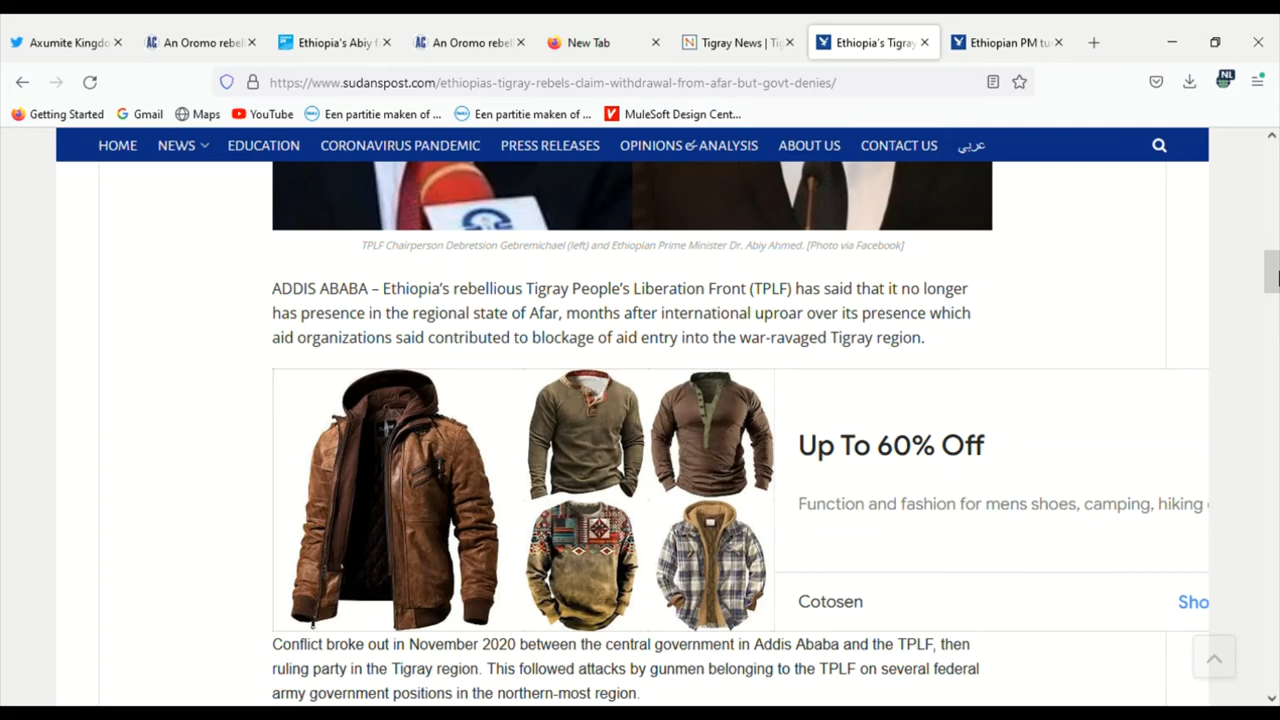 Axumite Kingdo
An Oromo rebel
Ethiopia's Abiy f
An Oromo rebel
New Tab
Tigray News | Tig
Ethiopia's Tigray
Ethiopian PM tu
https://www.sudanspost.com/ethiopias-tigray-rebels-claim-withdrawal-from-afar-but-govt-denies/
NL
Getting Started
Gmail
Maps
YouTube
Een partitie maken of ...
Een partitie maken of ...
MuleSoft Design Cent...
HOME
NEWS
EDUCATION
CORONAVIRUS PANDEMIC
PRESS RELEASES
OPINIONS & ANALYSIS
ABOUT US
CONTACT US
عربي
TPLF Chairperson Debretsion Gebremichael (left) and Ethiopian Prime Minister Dr. Abiy Ahmed. [Photo via Facebook]
ADDIS ABABA – Ethiopia's rebellious Tigray People's Liberation Front (TPLF) has said that it no longer
has presence in the regional state of Afar, months after international uproar over its presence which
aid organizations said contributed to blockage of aid entry into the war-ravaged Tigray region.
Up To 60% Off
Function and fashion for mens shoes, camping, hiking
Cotosen
Sho
Conflict broke out in November 2020 between the central government in Addis Ababa and the TPLF, then
ruling party in the Tigray region. This followed attacks by gunmen belonging to the TPLF on several federal
army government positions in the northern-most region.